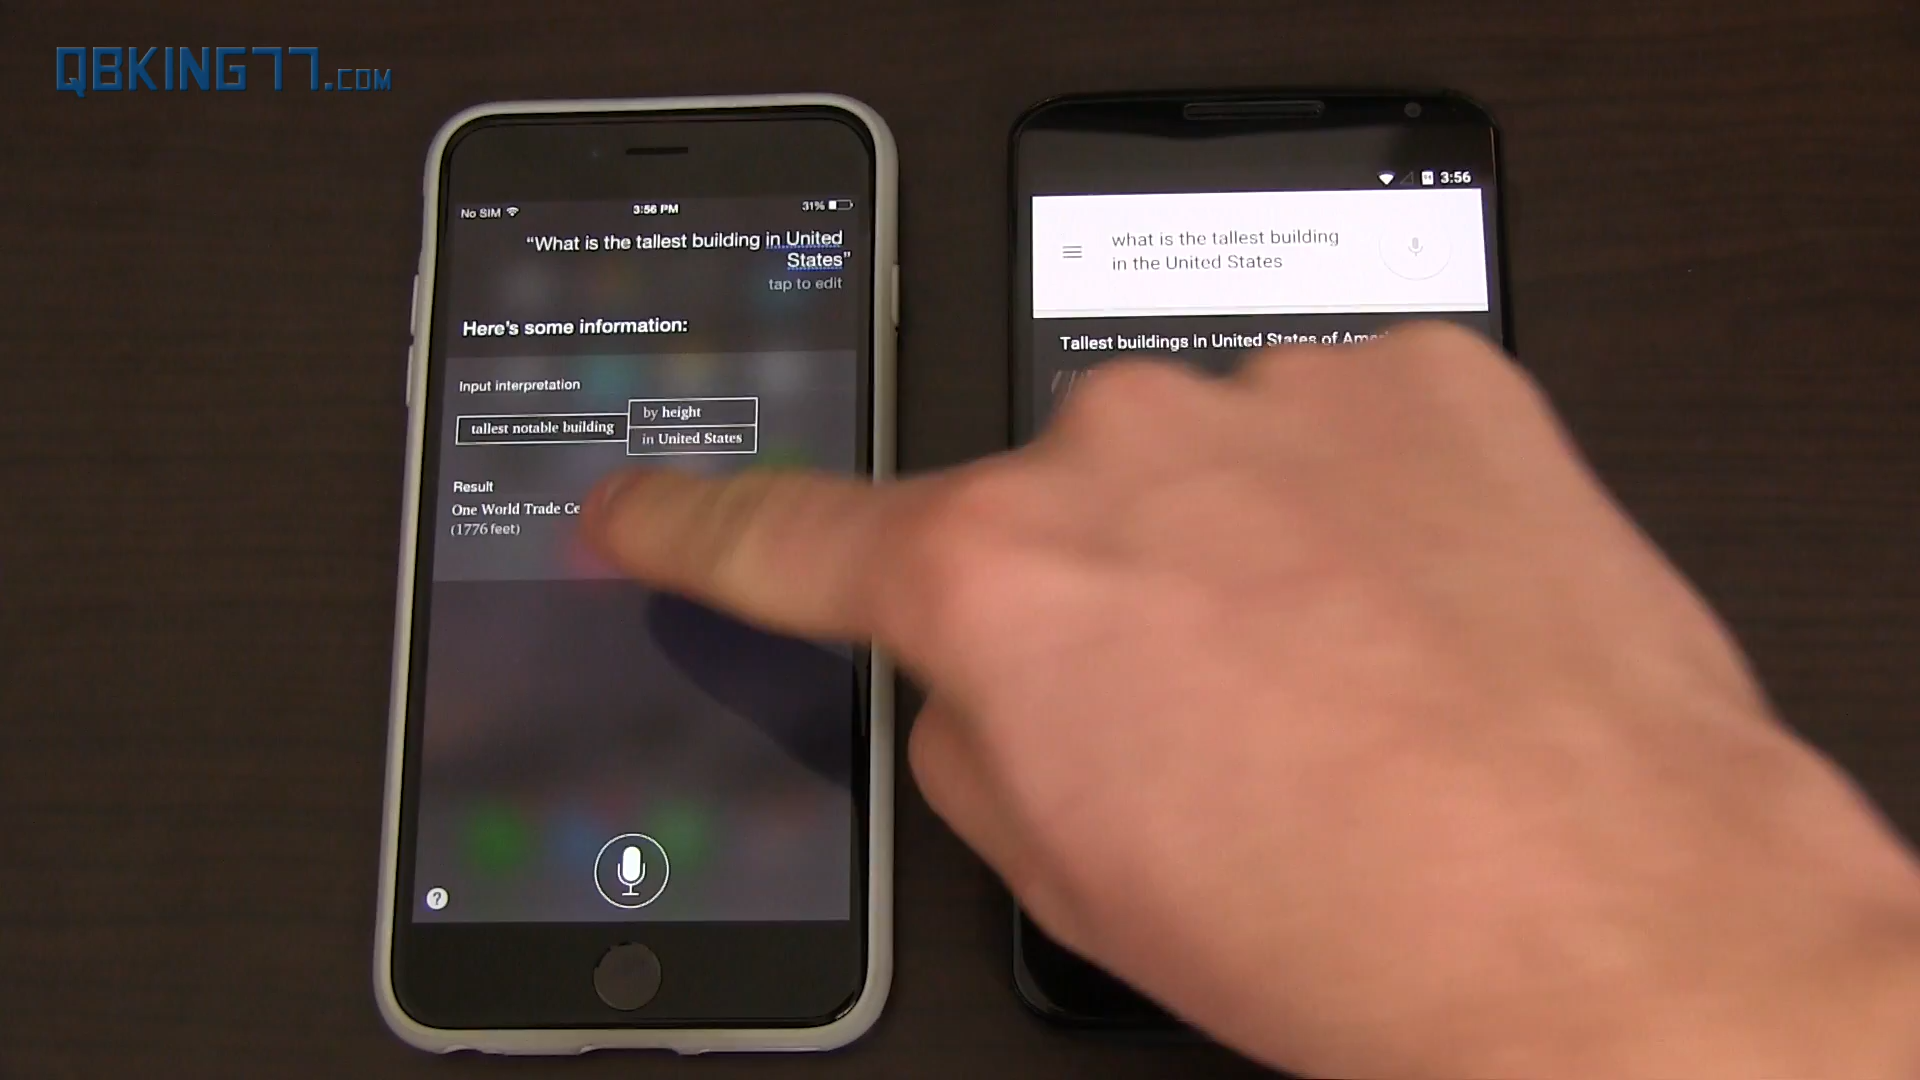 QBKING77.COM
No SIM 3:56 PM 31%
“What is the tallest building in United
States”
tap to edit
Here's some information:
Input interpretation
tallest notable building
by height
in United States
Result
One World Trade
(1776 feet)
?
3:56
what is the tallest building
in the United States
Tallest buildings in United States of